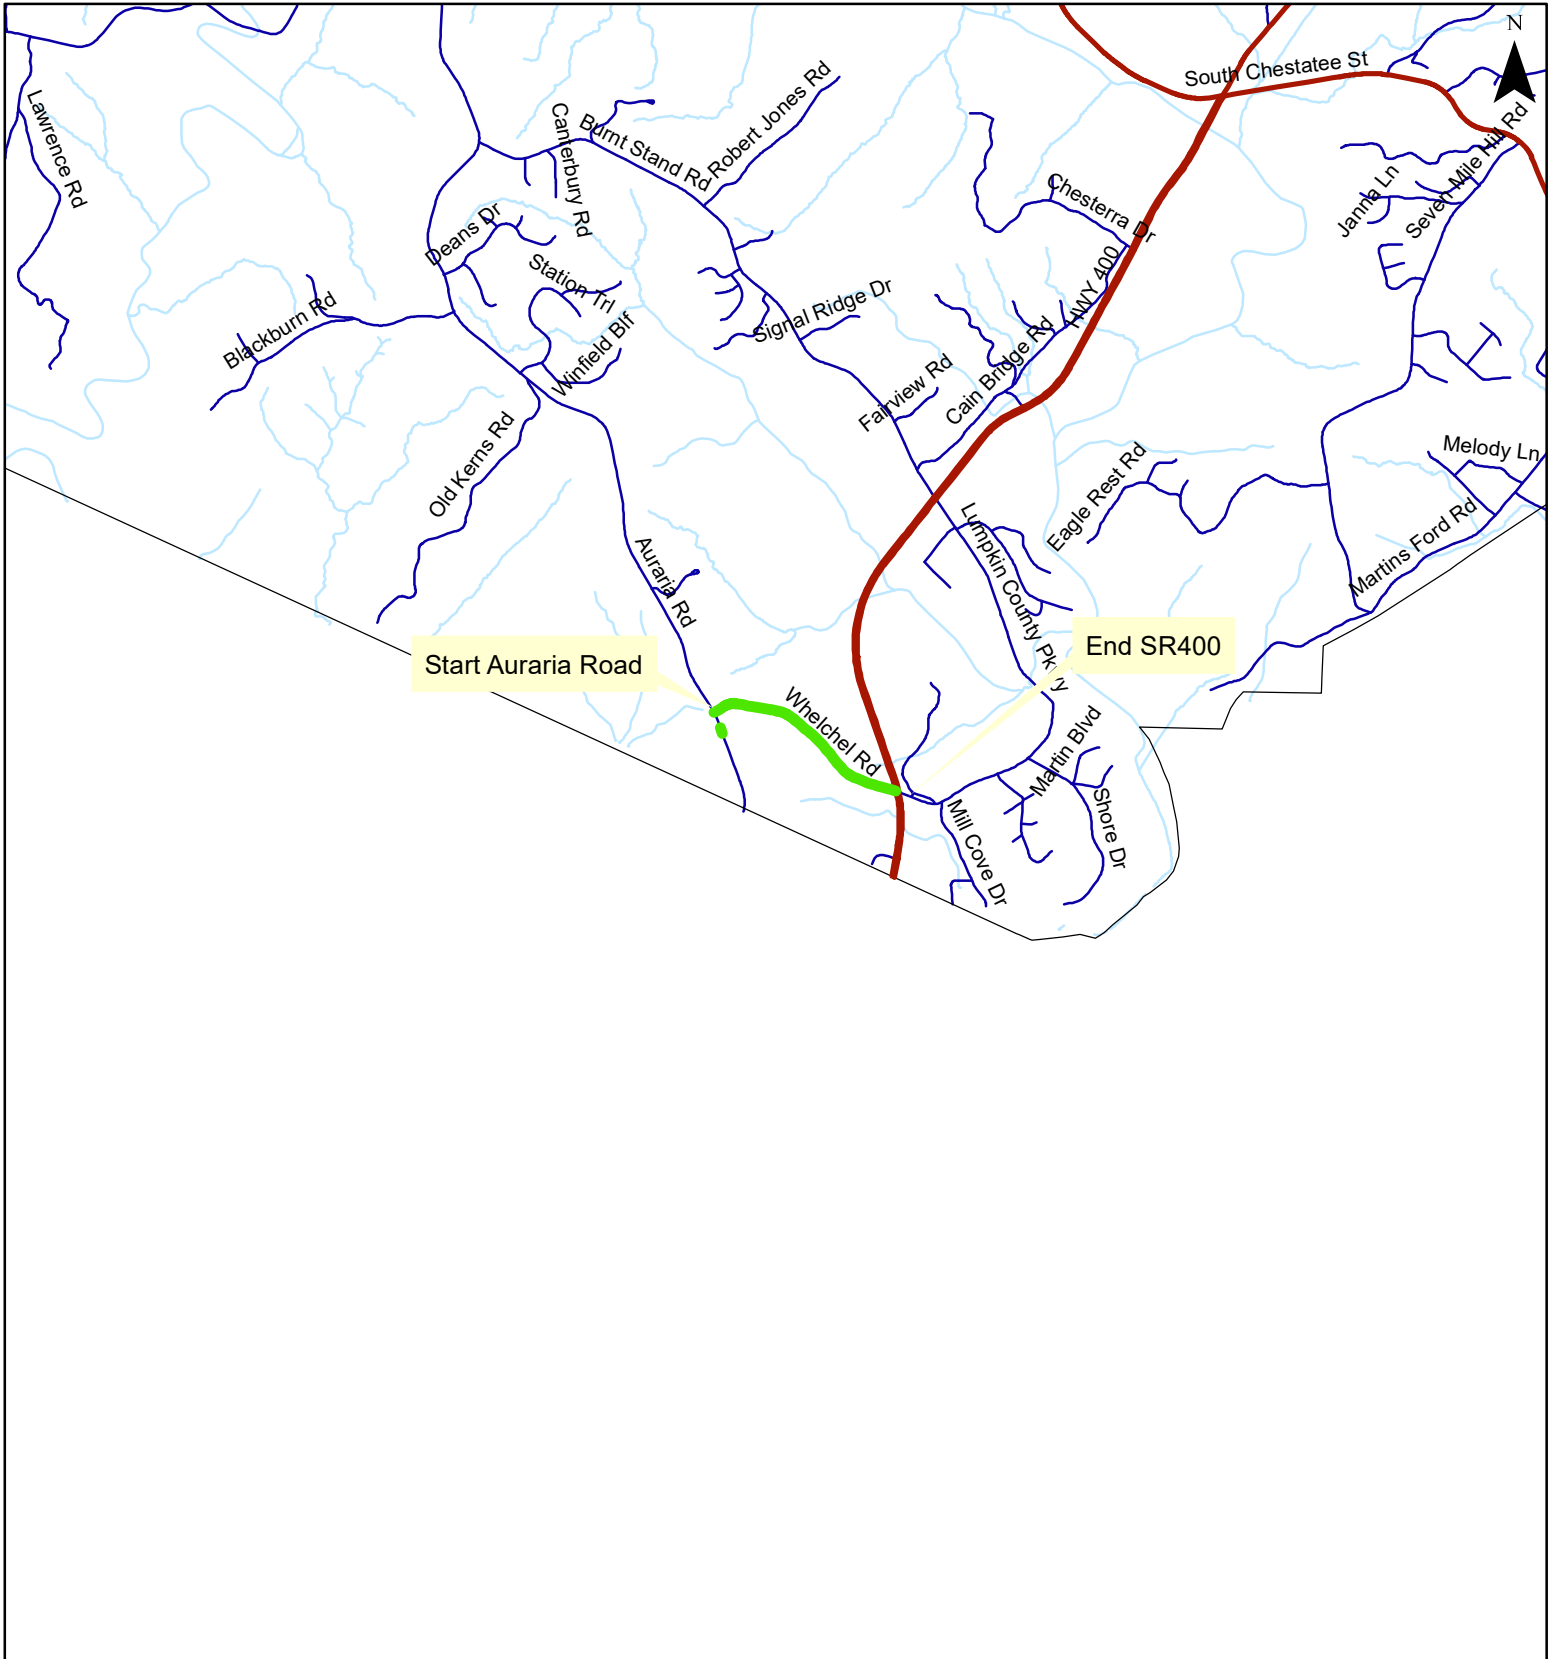 N
South Chestatee St
Lawrence Rd
Canterbury Rd
Burnt Stand Rd
Robert Jones Rd
Seven Mile Hill Rd
Janna Ln
Chesterra Dr
Deans Dr
Station Trl
HWY 400
Signal Ridge Dr
Blackburn Rd
Winfield Blf
Fairview Rd
Cain Bridge Rd
Old Kerns Rd
Melody Ln
Eagle Rest Rd
Martins Ford Rd
Lumpkin County Pkwy
Auraria Rd
Start Auraria Road
End SR400
Whelchel Rd
Martin Blvd
Shore Dr
Mill Cove Dr